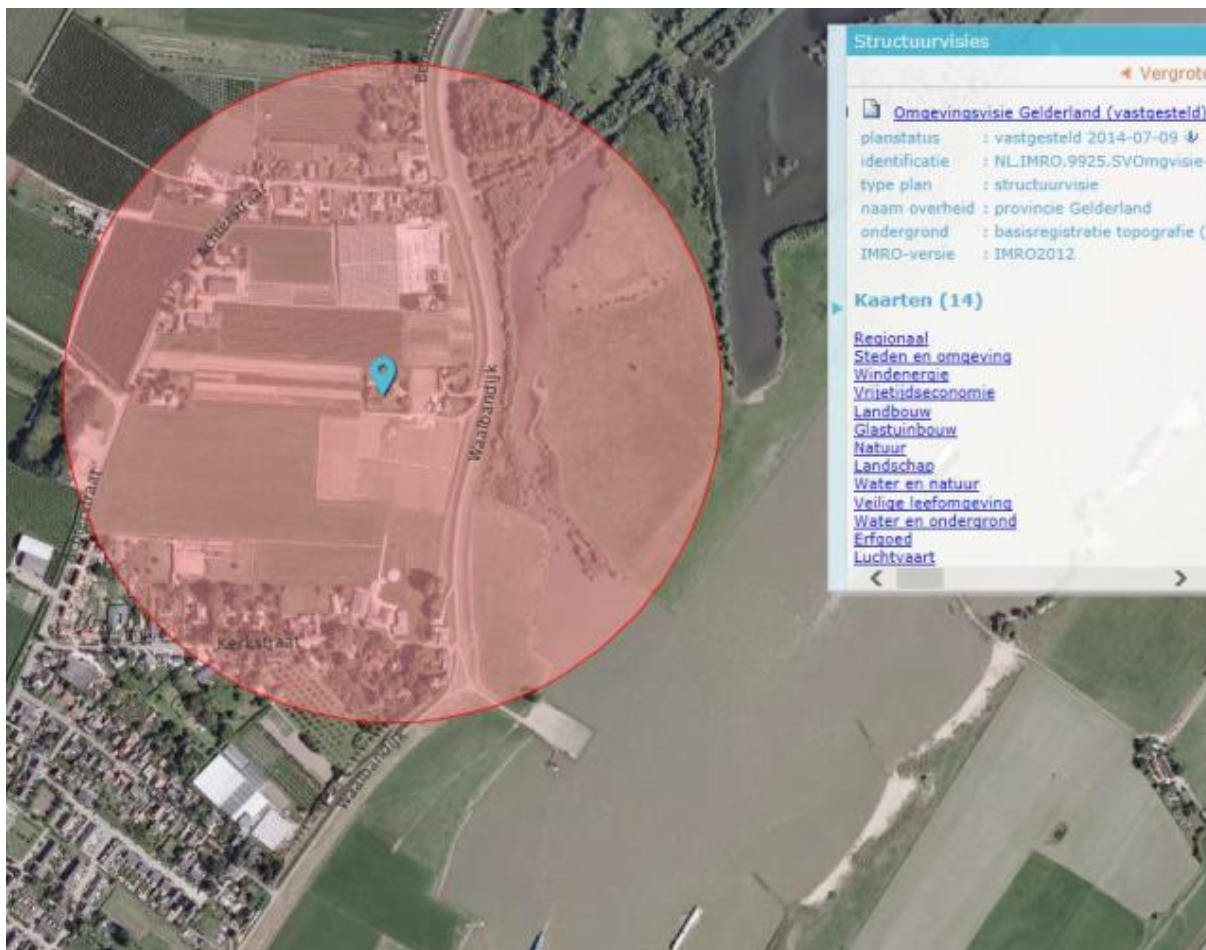 Structuurvisies
Vergrote
Omgevingsvisie Gelderland (vastgesteld)
planstatus : vastgesteld 2014-07-09
identificatie : NL.IMRO.9925.SVOmgvisie-
type plan : structuurvisie
naam overheid : provincie Gelderland
ondergrond : basisregistratie topografie (
IMRO-versie : IMRO2012
Kaarten (14)
Regionaal
Steden en omgeving
Windenergie
Vrijetijdseconomie
Landbouw
Glastuinbouw
Natuur
Landschap
Water en natuur
Veilige leefomgeving
Water en ondergrond
Erfgoed
Luchtvaart
Waalbandijk
Kerkstraat
Waalbandijk